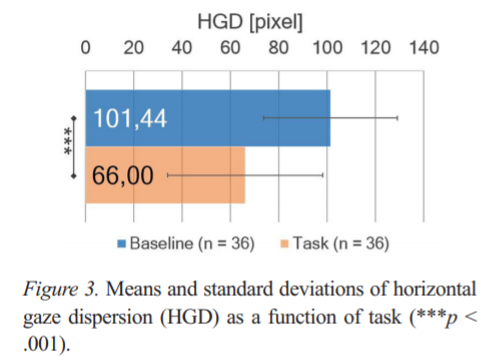 HGD [pixel]
0 20 40 60 80 100 120 140
101,44
***
66,00
Baseline (n = 36) Task (n = 36)
Figure 3. Means and standard deviations of horizontal
gaze dispersion (HGD) as a function of task (***p <
.001).